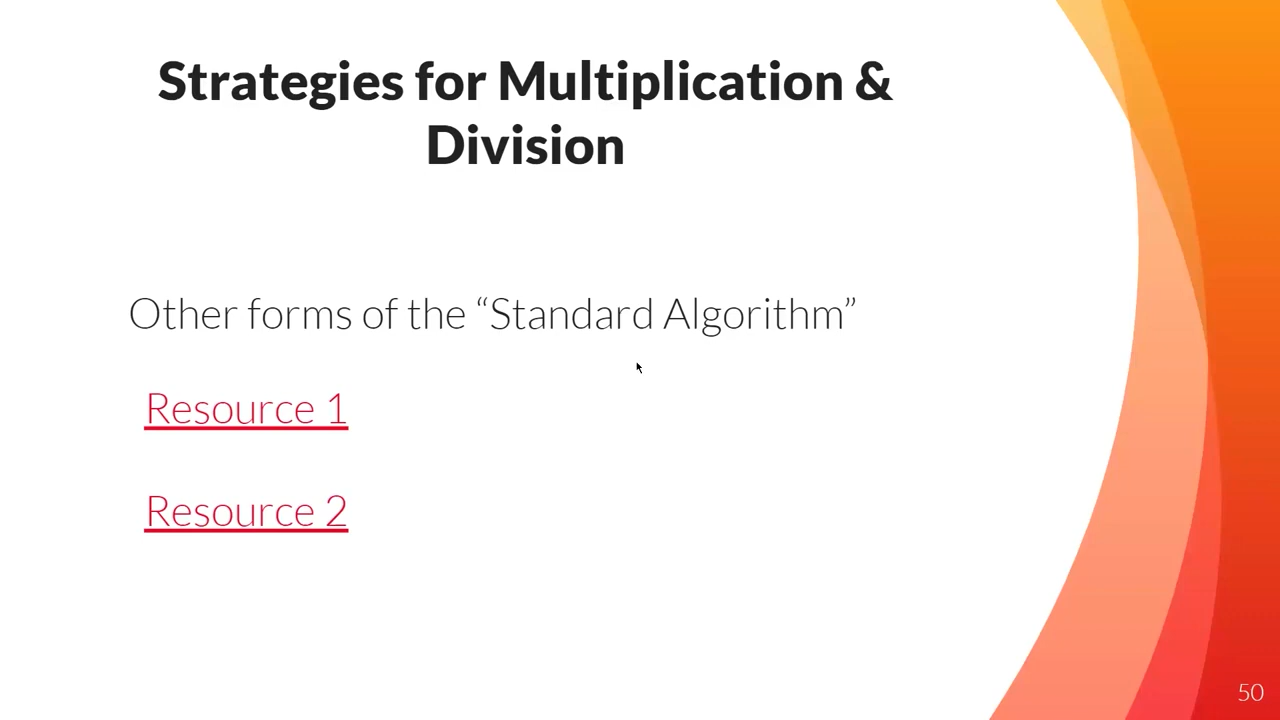 Strategies for Multiplication &
Division
Other forms of the “Standard Algorithm”
Resource 1
Resource 2
50